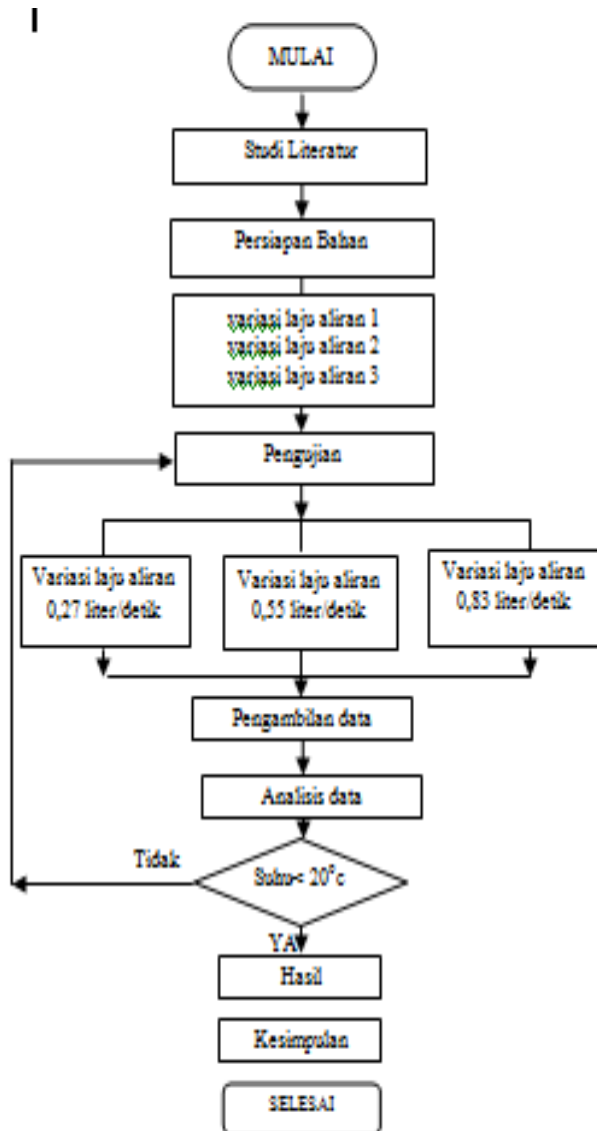 I
MULAI
Studi Literatur
Persiapan Bahan
variasi laju aliran 1
variasi laju aliran 2
variasi laju aliran 3
Pengujian
Variasi laju aliran
0,27 liter/detik
Variasi laju aliran
0,55 liter/detik
Variasi laju aliran
0,83 liter/detik
Pengambilan data
Analisis data
Tidak
Suhu< 20⁰c
YA
Hasil
Kesimpulan
SELESAI